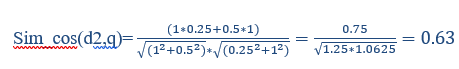 Sim_cos(d2,q)= (1*0.25+0.5*1) / √(1²+0.5²)*√(0.25²+1²) = 0.75 / √1.25*1.0625 = 0.63